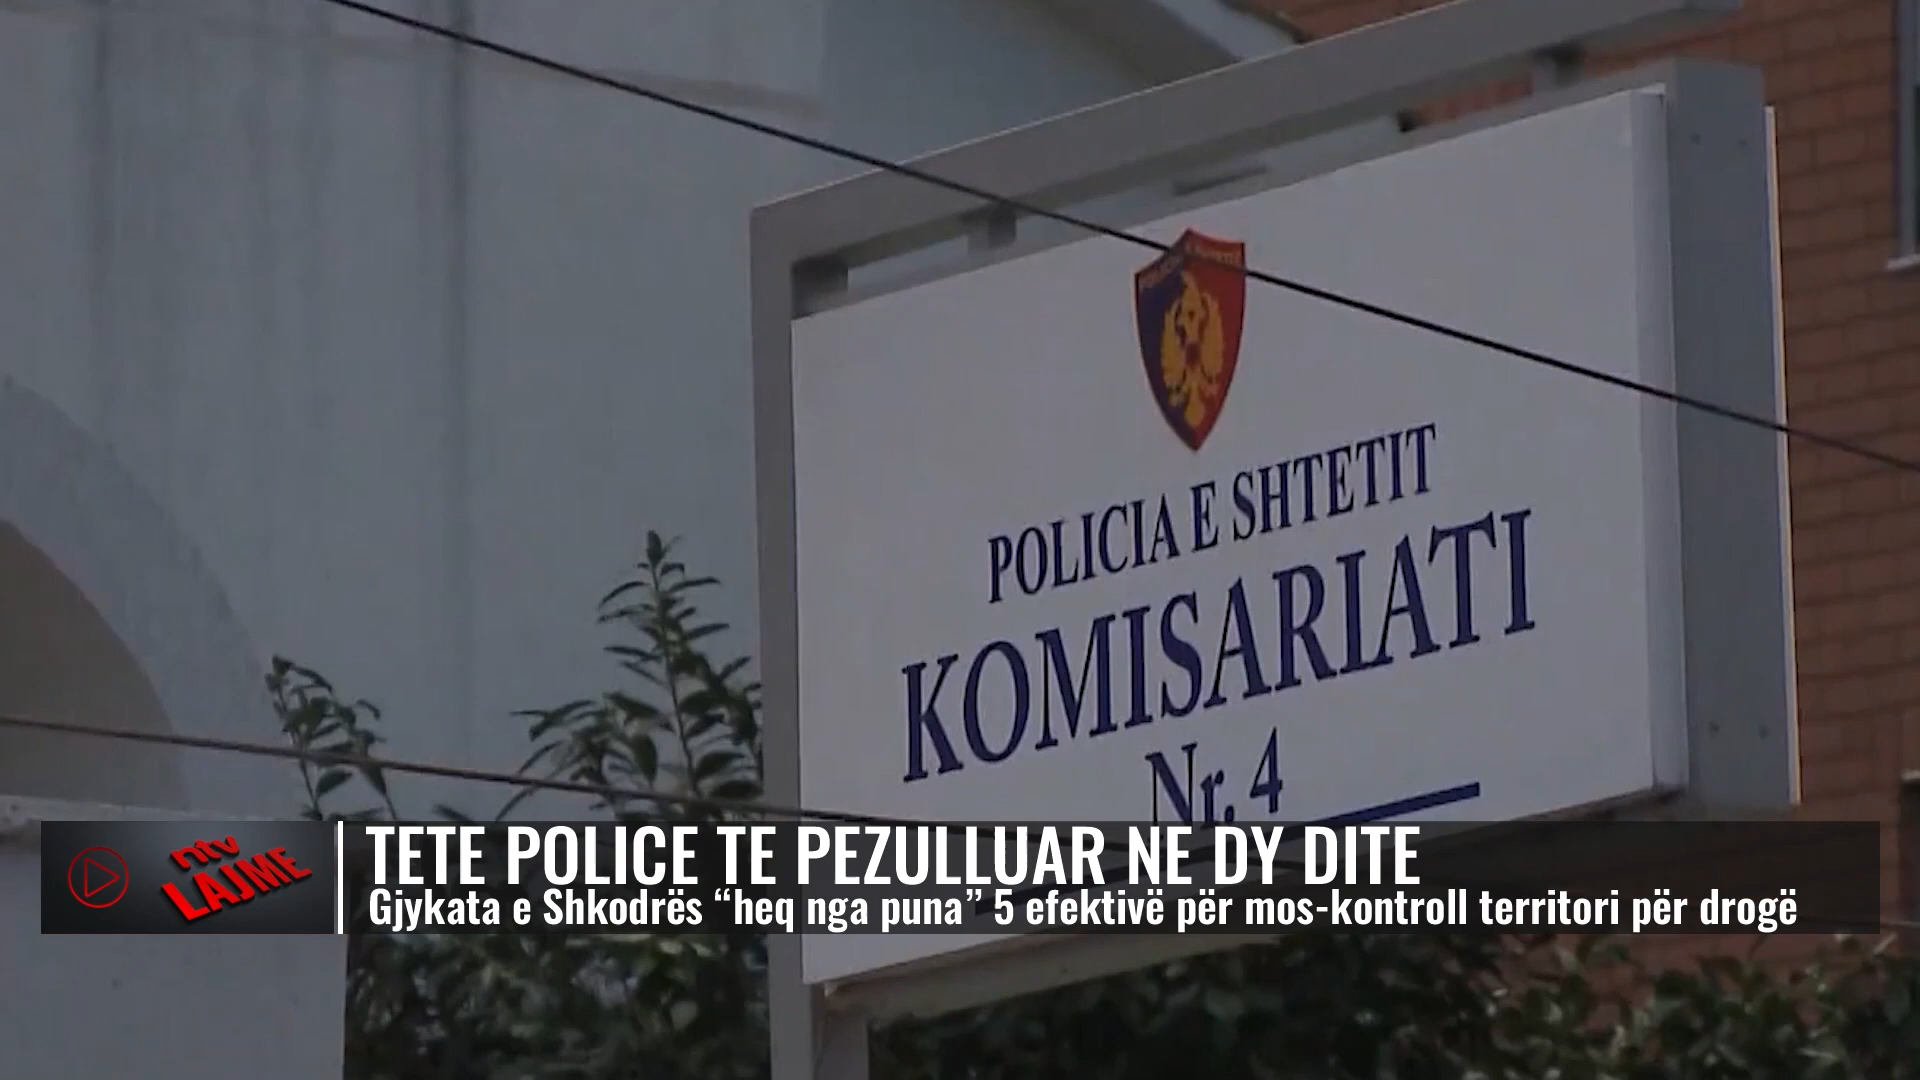 POLICIA E SHTETIT
KOMISARIATI
Nr. 4
ntv
LAJME
TETE POLICE TE PEZULLUAR NE DY DITE
Gjykata e Shkodrës “heq nga puna” 5 efektivë për mos-kontroll territori për drogë